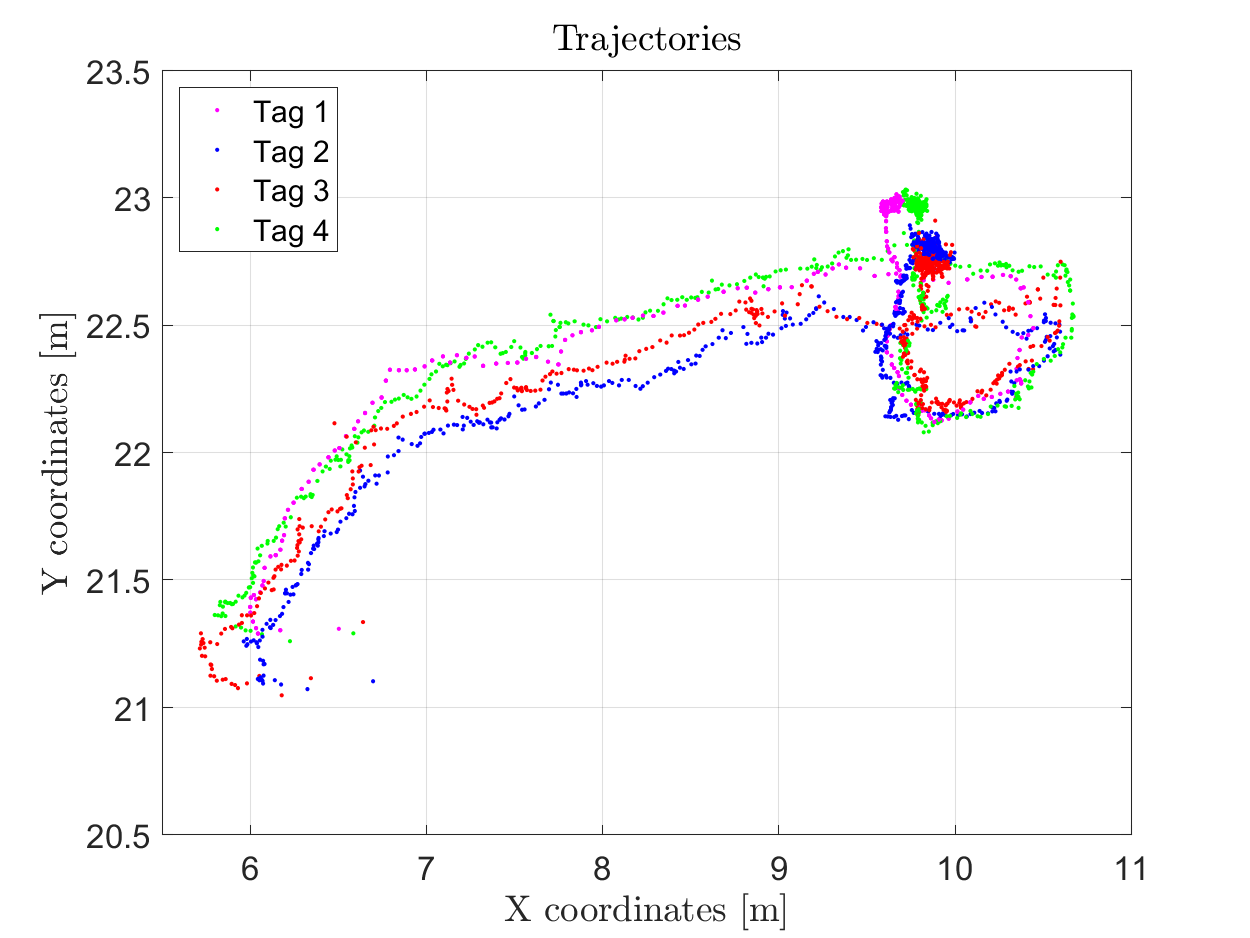 Trajectories
23.5
23
22.5
22
21.5
21
20.5
Tag 1
Tag 2
Tag 3
Tag 4
Y coordinates [m]
6 7 8 9 10 11
X coordinates [m]